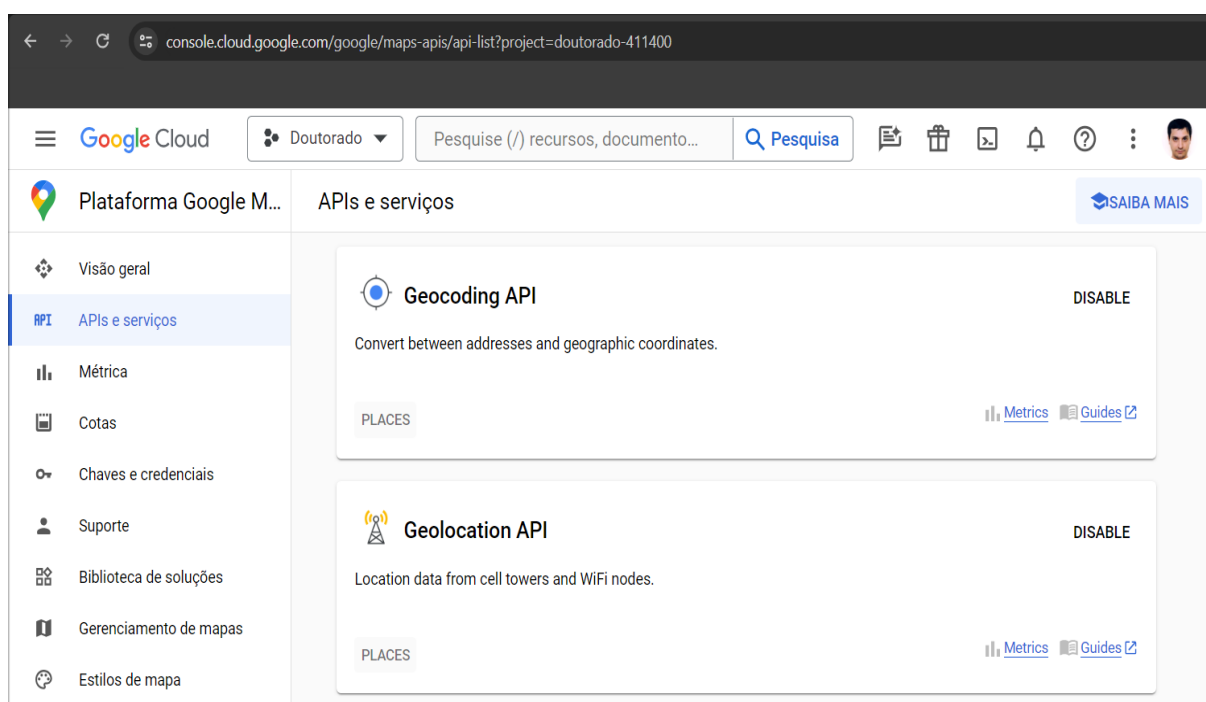 console.cloud.google.com/google/maps-apis/api-list?project=doutorado-411400
Google Cloud
Doutorado
Pesquise (/) recursos, documento...
Pesquisa
Plataforma Google M...
APIs e serviços
SAIBA MAIS
Visão geral
API APIs e serviços
Métrica
Cotas
Chaves e credenciais
Suporte
Biblioteca de soluções
Gerenciamento de mapas
Estilos de mapa
Geocoding API
DISABLE
Convert between addresses and geographic coordinates.
PLACES
Metrics
Guides
Geolocation API
DISABLE
Location data from cell towers and WiFi nodes.
PLACES
Metrics
Guides